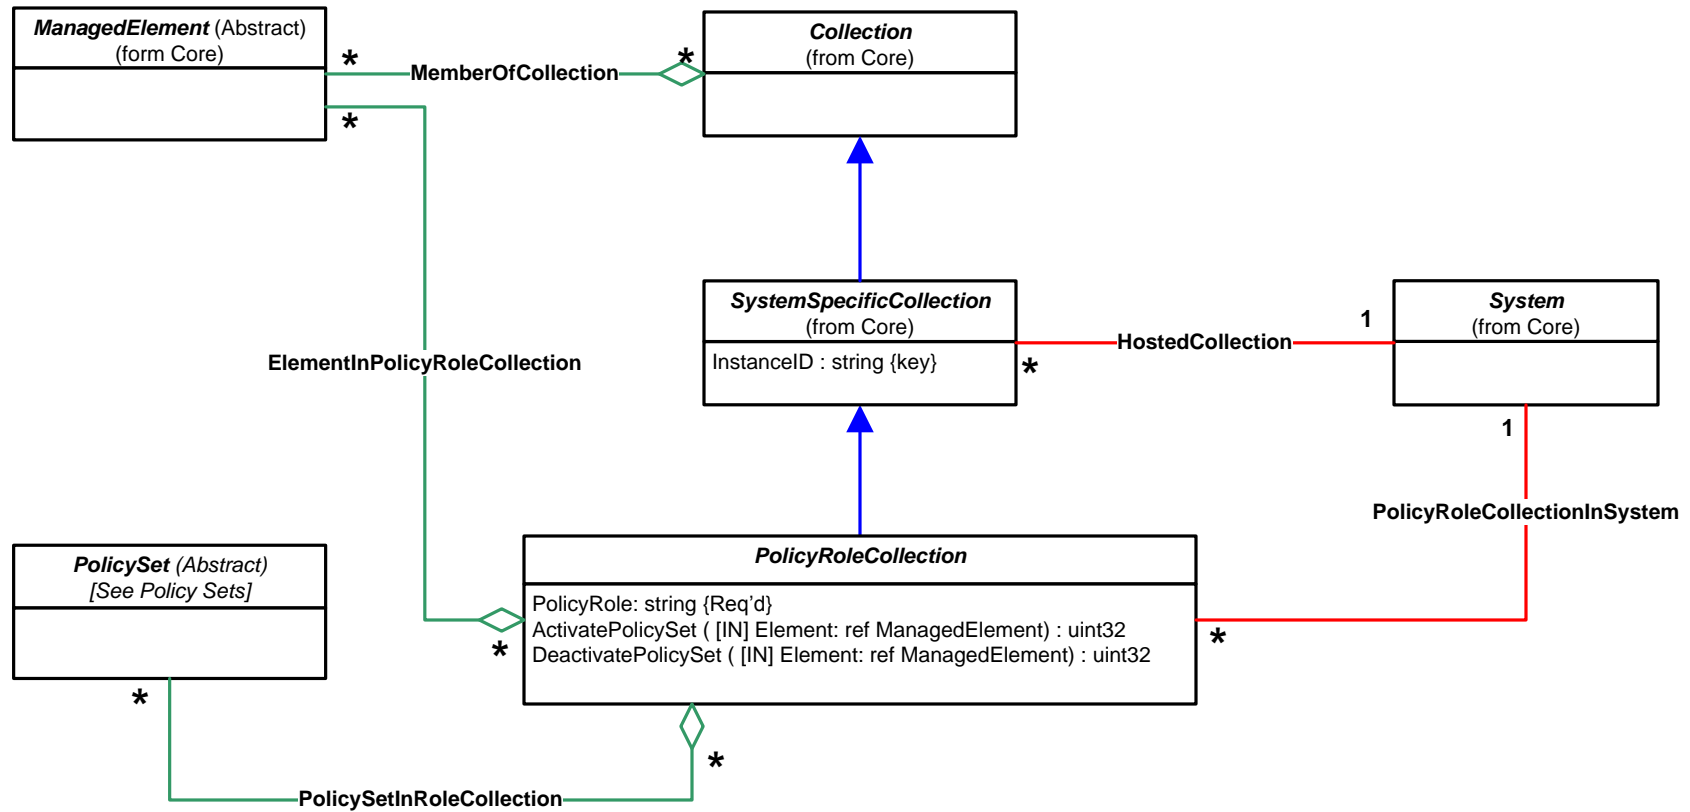 ManagedElement (Abstract)
(form Core)
*
MemberOfCollection
*
Collection
(from Core)
*
SystemSpecificCollection
(from Core)
InstanceID : string {key}
*
HostedCollection
1
System
(from Core)
1
ElementInPolicyRoleCollection
PolicyRoleCollectionInSystem
PolicySet (Abstract)
[See Policy Sets]
*
PolicyRoleCollection
PolicyRole: string {Req’d}
ActivatePolicySet ( [IN] Element: ref ManagedElement) : uint32
DeactivatePolicySet ( [IN] Element: ref ManagedElement) : uint32
*
*
*
PolicySetInRoleCollection